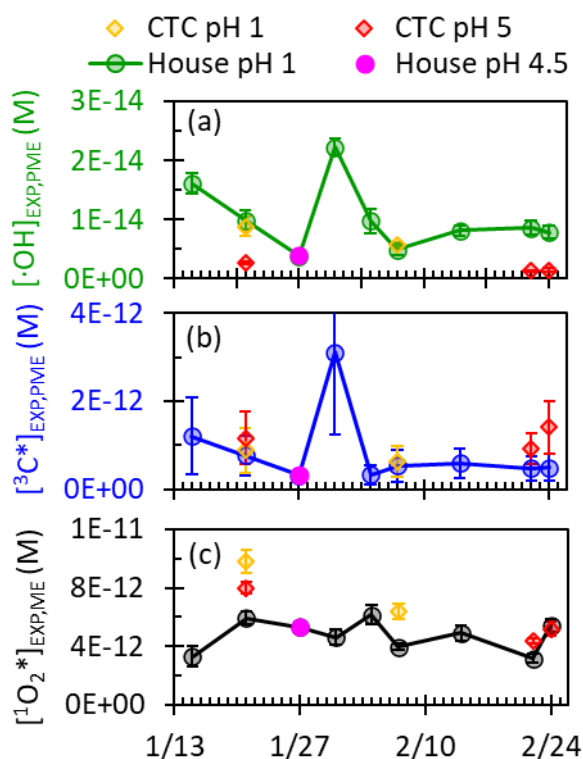 CTC pH 1 CTC pH 5
House pH 1 House pH 4.5
[·OH]EXP,PME (M)
3E-14
2E-14
1E-14
0E+00
(a)
[³C*]EXP,PME (M)
4E-12
2E-12
0E+00
(b)
[¹O₂*]EXP,ME (M)
1E-11
8E-12
4E-12
0E+00
(c)
1/13 1/27 2/10 2/24